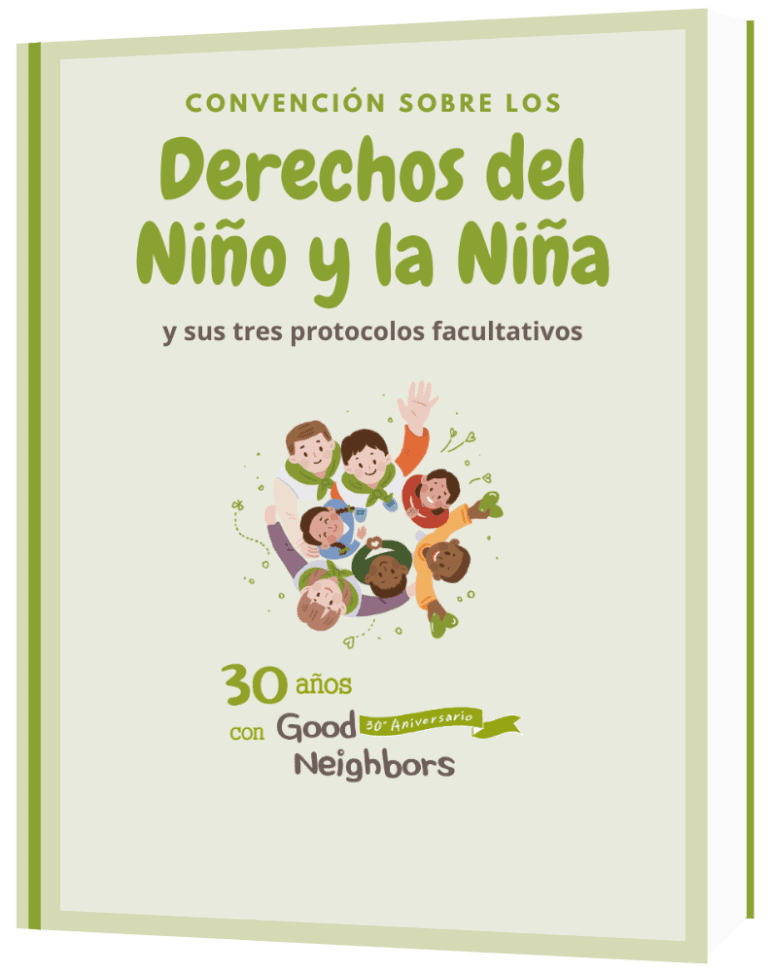 CONVENCIÓN SOBRE LOS
Derechos del
Niño y la Niña
y sus tres protocolos facultativos
30 años
con Good 30° Aniversario
Neighbors